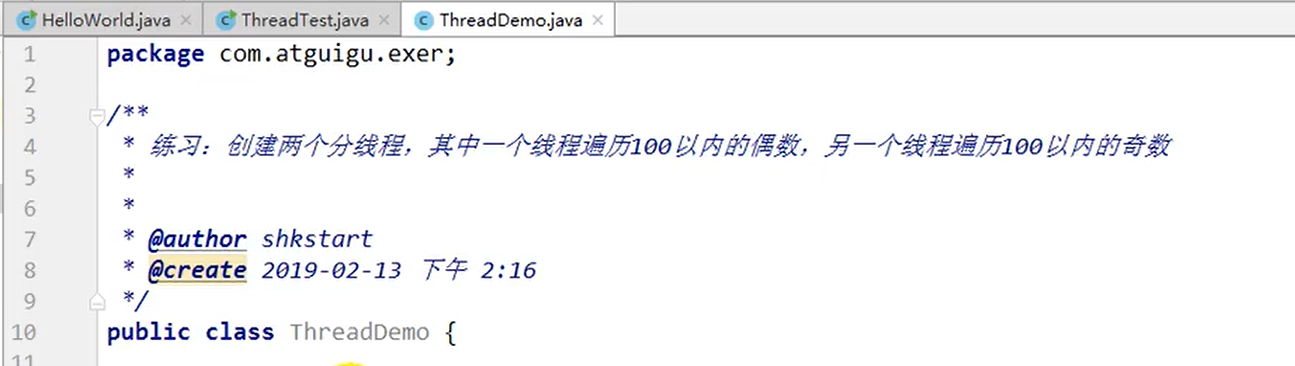 HelloWorld.java ThreadTest.java ThreadDemo.java
1 package com.atguigu.exer;
2
3 /**
4 * 练习：创建两个分线程，其中一个线程遍历100以内的偶数，另一个线程遍历100以内的奇数
5 *
6 *
7 * @author shkstart
8 * @create 2019-02-13 下午 2:16
9 */
10 public class ThreadDemo {
11